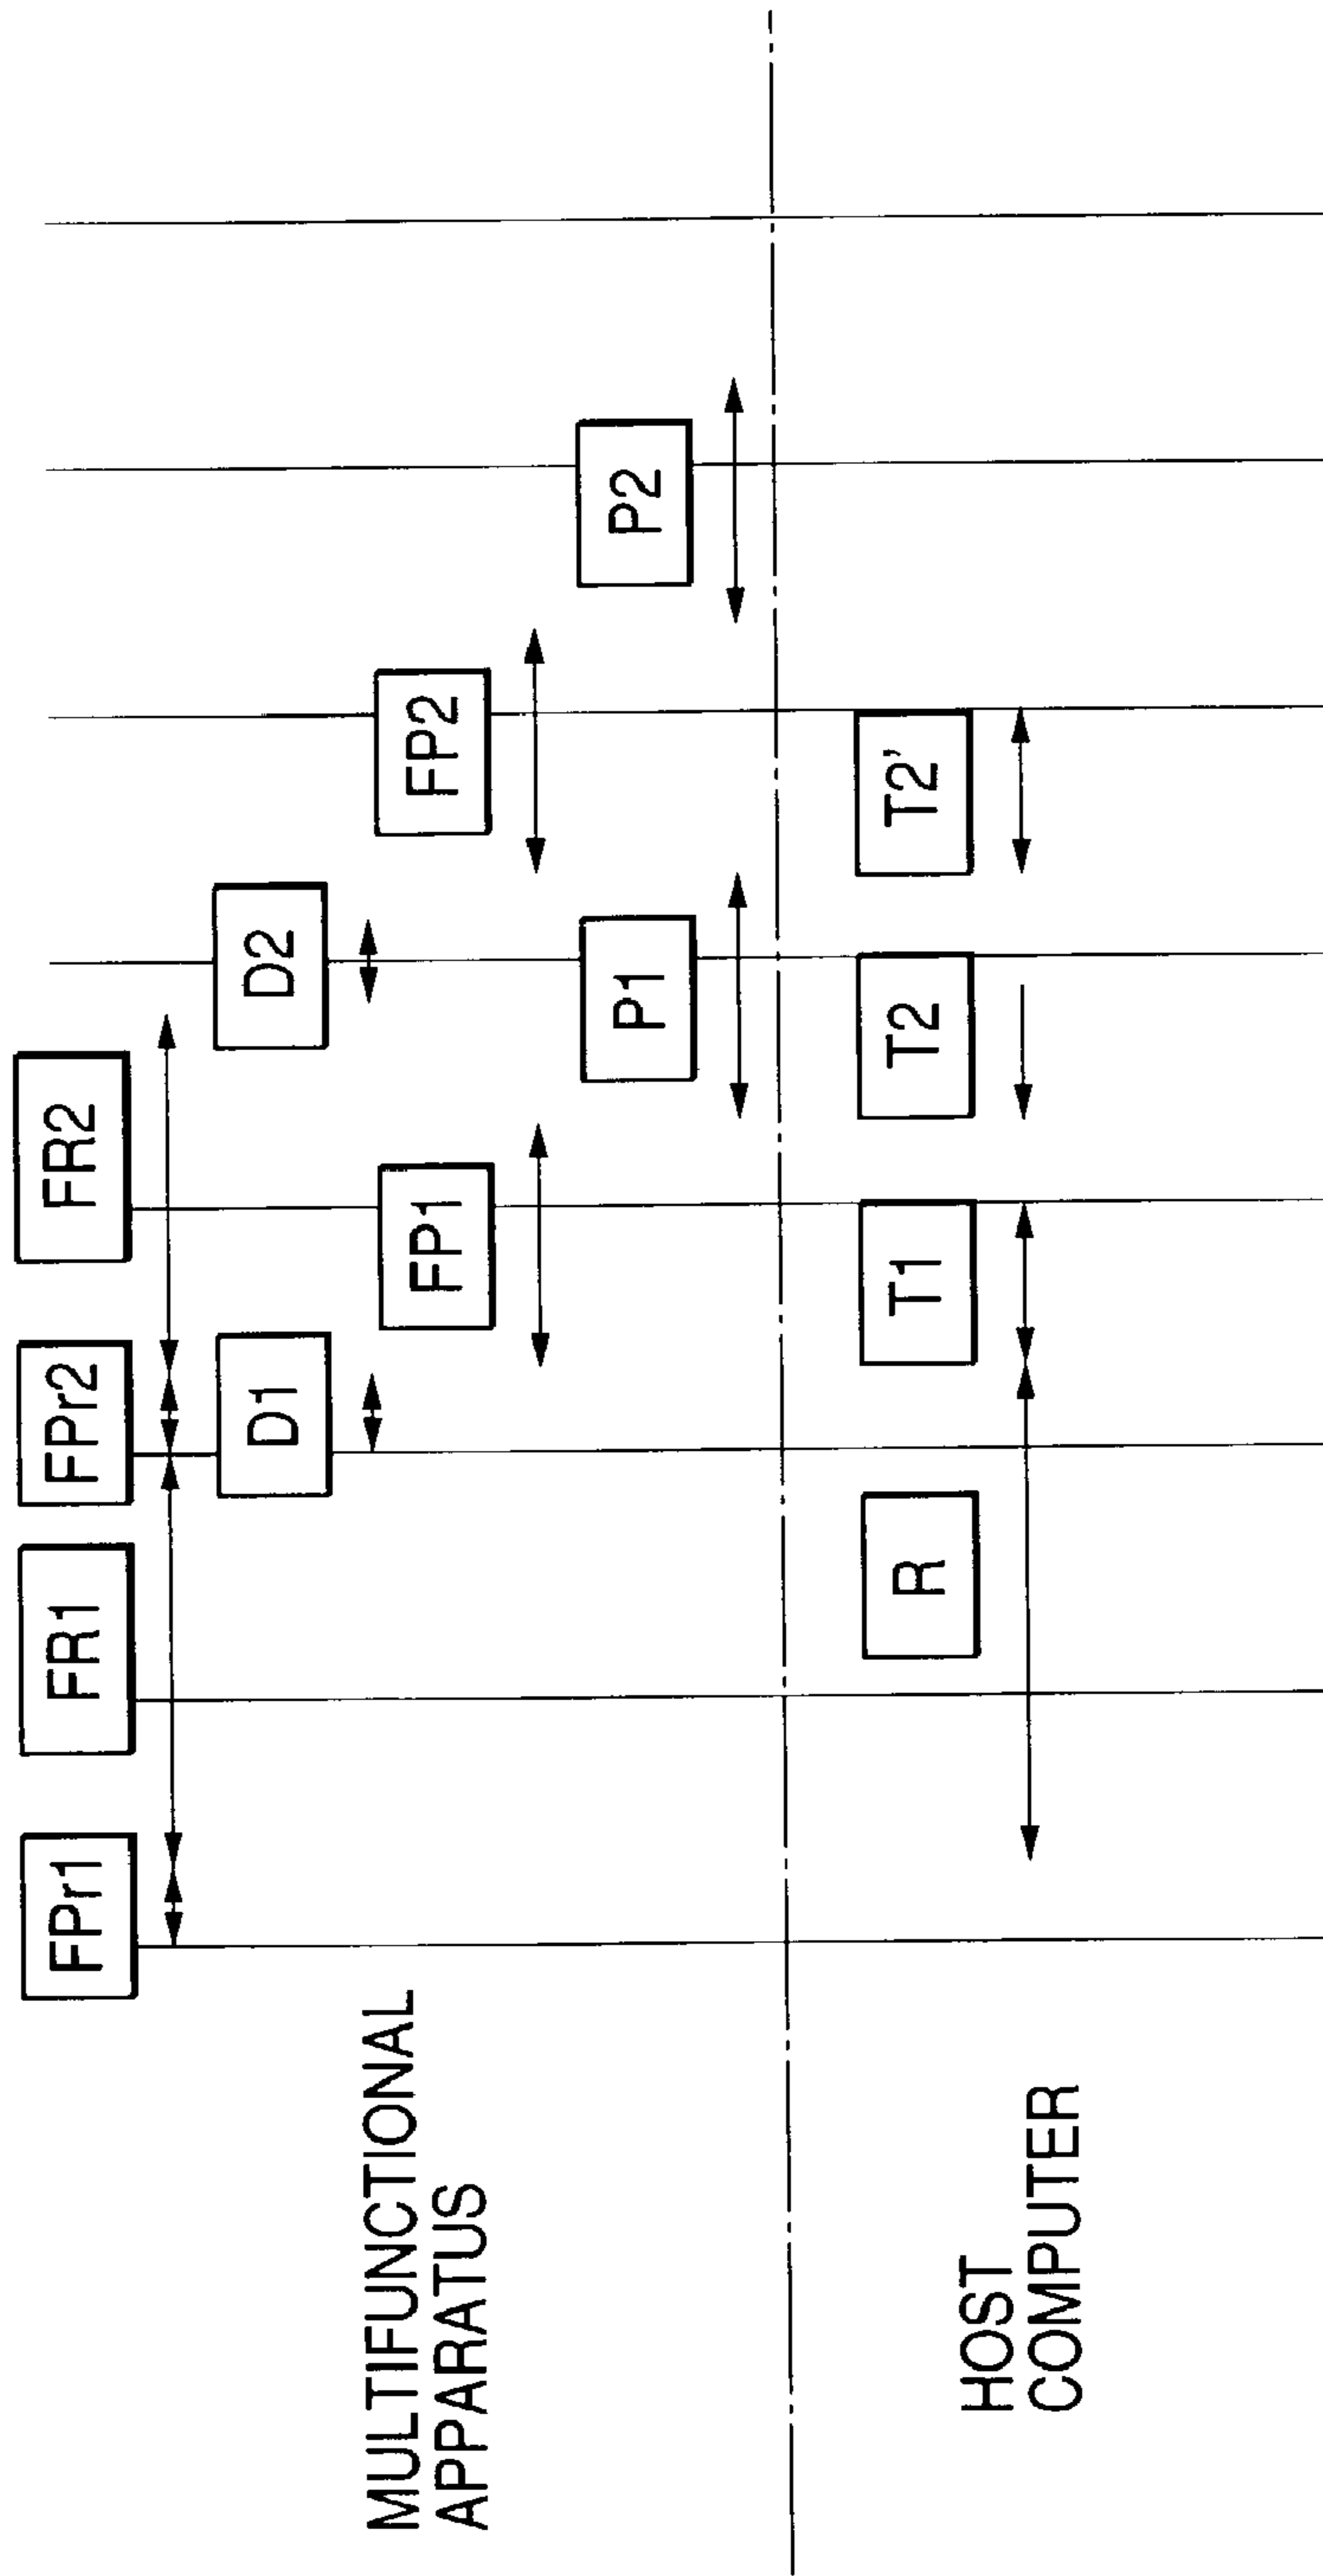 FPr1
FR1
FPr2
FR2
D1
D2
MULTIFUNCTIONAL
APPARATUS
FP1
FP2
P1
P2
HOST
COMPUTER
R
T1
T2
T2'